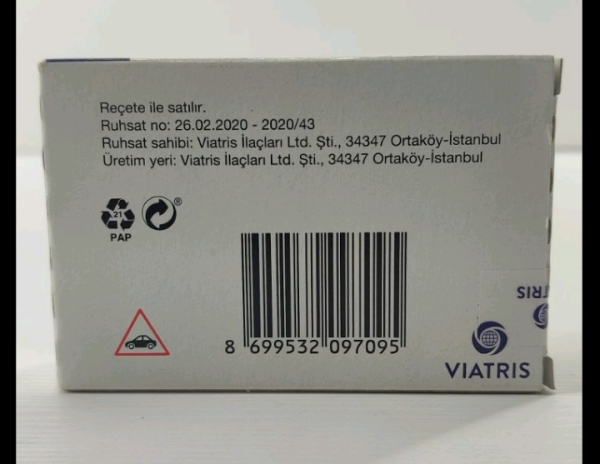 Reçete ile satılır.
Ruhsat no: 26.02.2020 - 2020/43
Ruhsat sahibi: Viatris İlaçları Ltd. Şti., 34347 Ortaköy-İstanbul
Üretim yeri: Viatris İlaçları Ltd. Şti., 34347 Ortaköy-İstanbul
21
PAP
8 699532 097095
VIATRIS